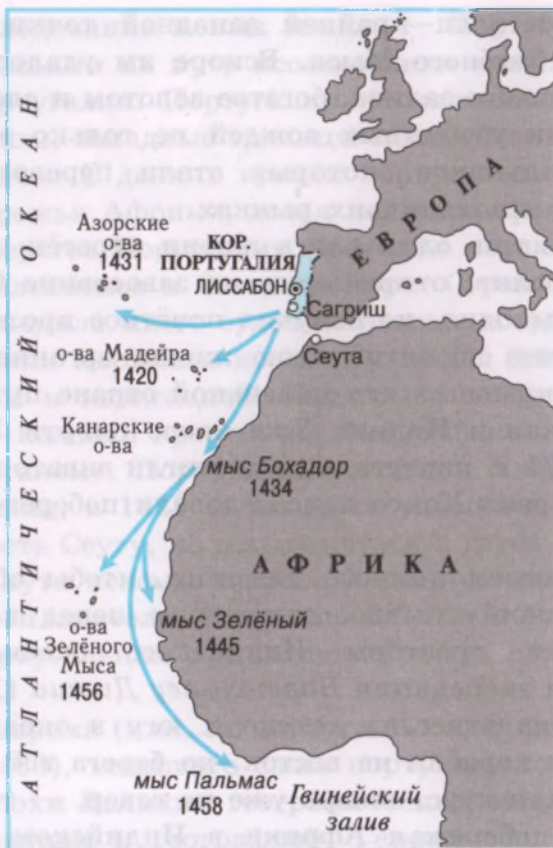 АТЛАНТИЧЕСКИЙ ОКЕАН
ЕВРОПА
Азорские
о-ва
1431
КОР.
ПОРТУГАЛИЯ
ЛИССАБОН
Сагриш
Сеута
о-ва Мадейра
1420
Канарские
о-ва
мыс Бохадор
1434
АФРИКА
о-ва
Зелёного
Мыса
1456
мыс Зелёный
1445
мыс Пальмас
1458
Гвинейский
залив